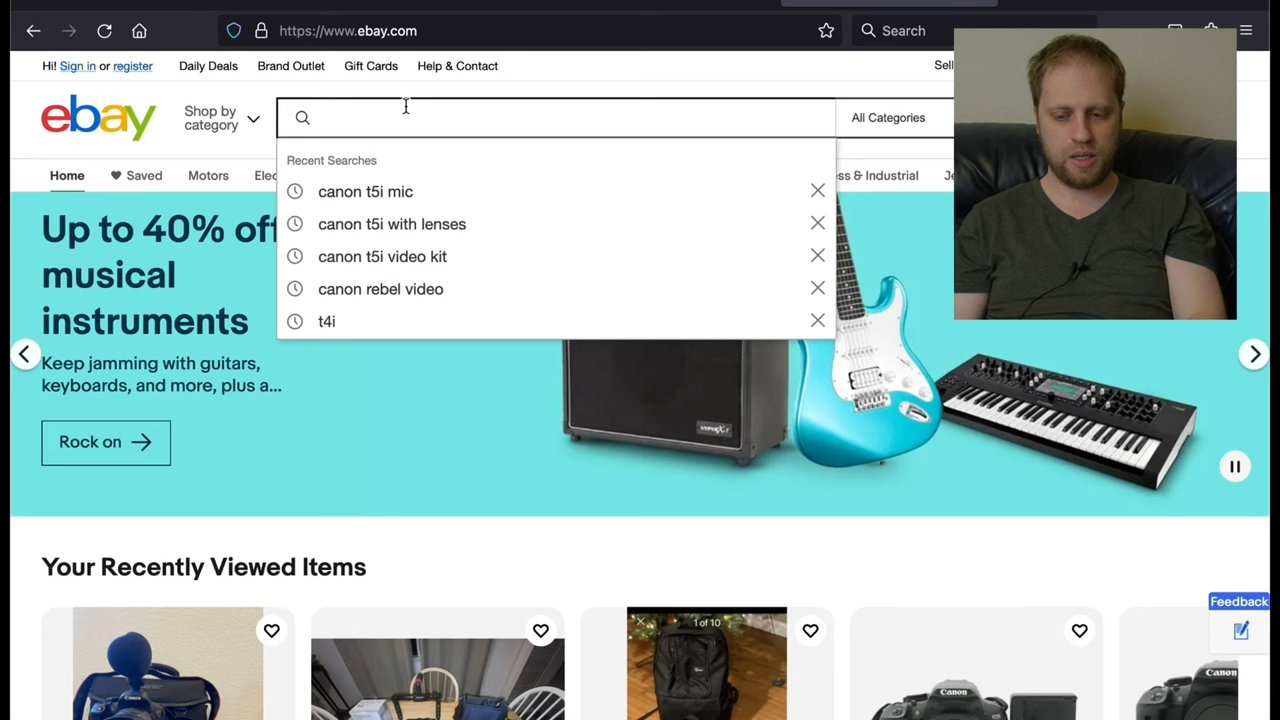 https://www.ebay.com
Search
Hi! Sign in or register
Daily Deals
Brand Outlet
Gift Cards
Help & Contact
Sell
ebay
Shop by
category
All Categories
Home
Saved
Motors
Recent Searches
canon t5i mic
canon t5i with lenses
canon t5i video kit
canon rebel video
t4i
& Industrial
Up to 40% off
musical
instruments
Keep jamming with guitars,
keyboards, and more, plus a...
Rock on
Your Recently Viewed Items
Feedback
1 of 10
Canon
Canon